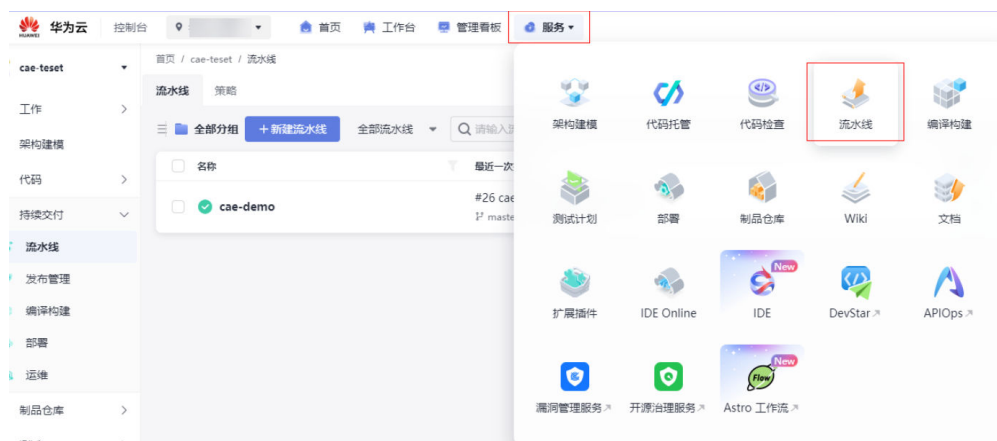 HUAWEI 华为云 控制台 首页 工作台 管理看板 服务
cae-teset
首页 / cae-teset / 流水线
流水线 策略
工作
架构建模
代码
持续交付
流水线
发布管理
编译构建
部署
运维
制品仓库
全部分组 +新建流水线 全部流水线 请输入
名称 最近一次
cae-demo #26 cae
maste
架构建模 代码托管 代码检查 流水线 编译构建
测试计划 部署 制品仓库 Wiki 文档
New
扩展插件 IDE Online IDE DevStar APIOps
New
Flow
漏洞管理服务 开源治理服务 Astro 工作流